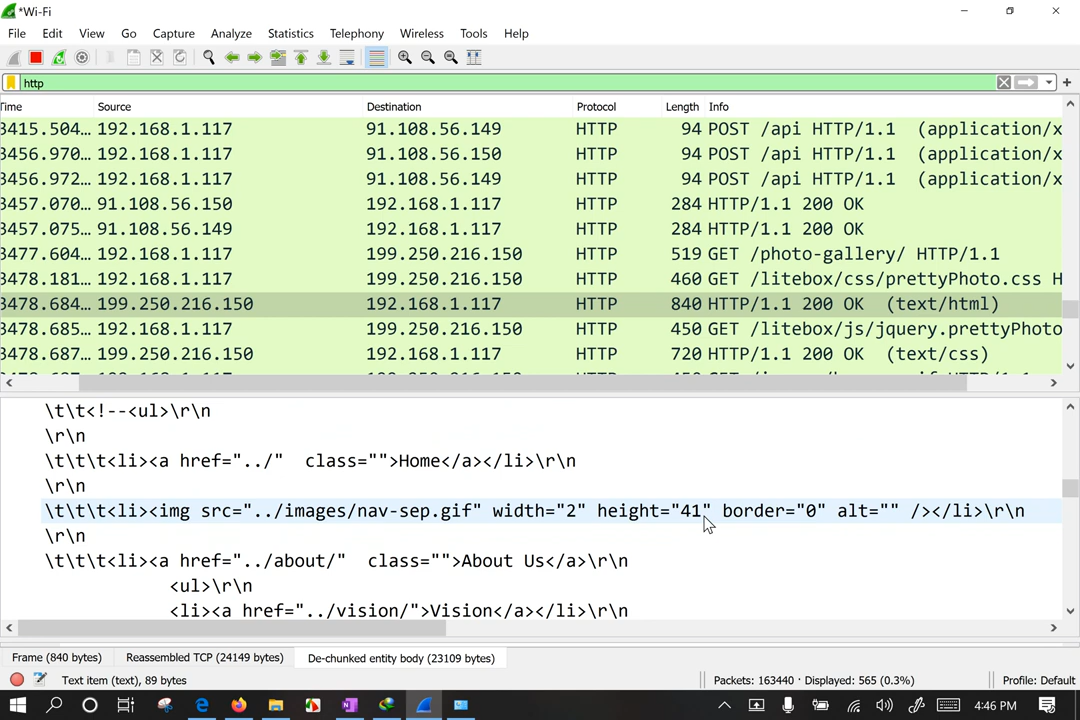 *Wi-Fi
File Edit View Go Capture Analyze Statistics Telephony Wireless Tools Help
http
Time Source Destination Protocol Length Info
3415.504… 192.168.1.117 91.108.56.149 HTTP 94 POST /api HTTP/1.1 (application/x
3456.970… 192.168.1.117 91.108.56.150 HTTP 94 POST /api HTTP/1.1 (application/x
3456.972… 192.168.1.117 91.108.56.149 HTTP 94 POST /api HTTP/1.1 (application/x
3457.070… 91.108.56.150 192.168.1.117 HTTP 284 HTTP/1.1 200 OK
3457.075… 91.108.56.149 192.168.1.117 HTTP 284 HTTP/1.1 200 OK
3477.604… 192.168.1.117 199.250.216.150 HTTP 519 GET /photo-gallery/ HTTP/1.1
3478.181… 192.168.1.117 199.250.216.150 HTTP 460 GET /litebox/css/prettyPhoto.css H
3478.684… 199.250.216.150 192.168.1.117 HTTP 840 HTTP/1.1 200 OK (text/html)
3478.685… 192.168.1.117 199.250.216.150 HTTP 450 GET /litebox/js/jquery.prettyPhoto
3478.687… 199.250.216.150 192.168.1.117 HTTP 720 HTTP/1.1 200 OK (text/css)
\t\t<!--<ul>\r\n
\r\n
\t\t\t<li><a href="../"  class="">Home</a></li>\r\n
\r\n
\t\t\t<li><img src="../images/nav-sep.gif" width="2" height="41" border="0" alt="" /></li>\r\n
\r\n
\t\t\t<li><a href="../about/"  class="">About Us</a>\r\n
<ul>\r\n
<li><a href="../vision/">Vision</a></li>\r\n
Frame (840 bytes) Reassembled TCP (24149 bytes) De-chunked entity body (23109 bytes)
Text item (text), 89 bytes Packets: 163440 · Displayed: 565 (0.3%) Profile: Default
4:46 PM